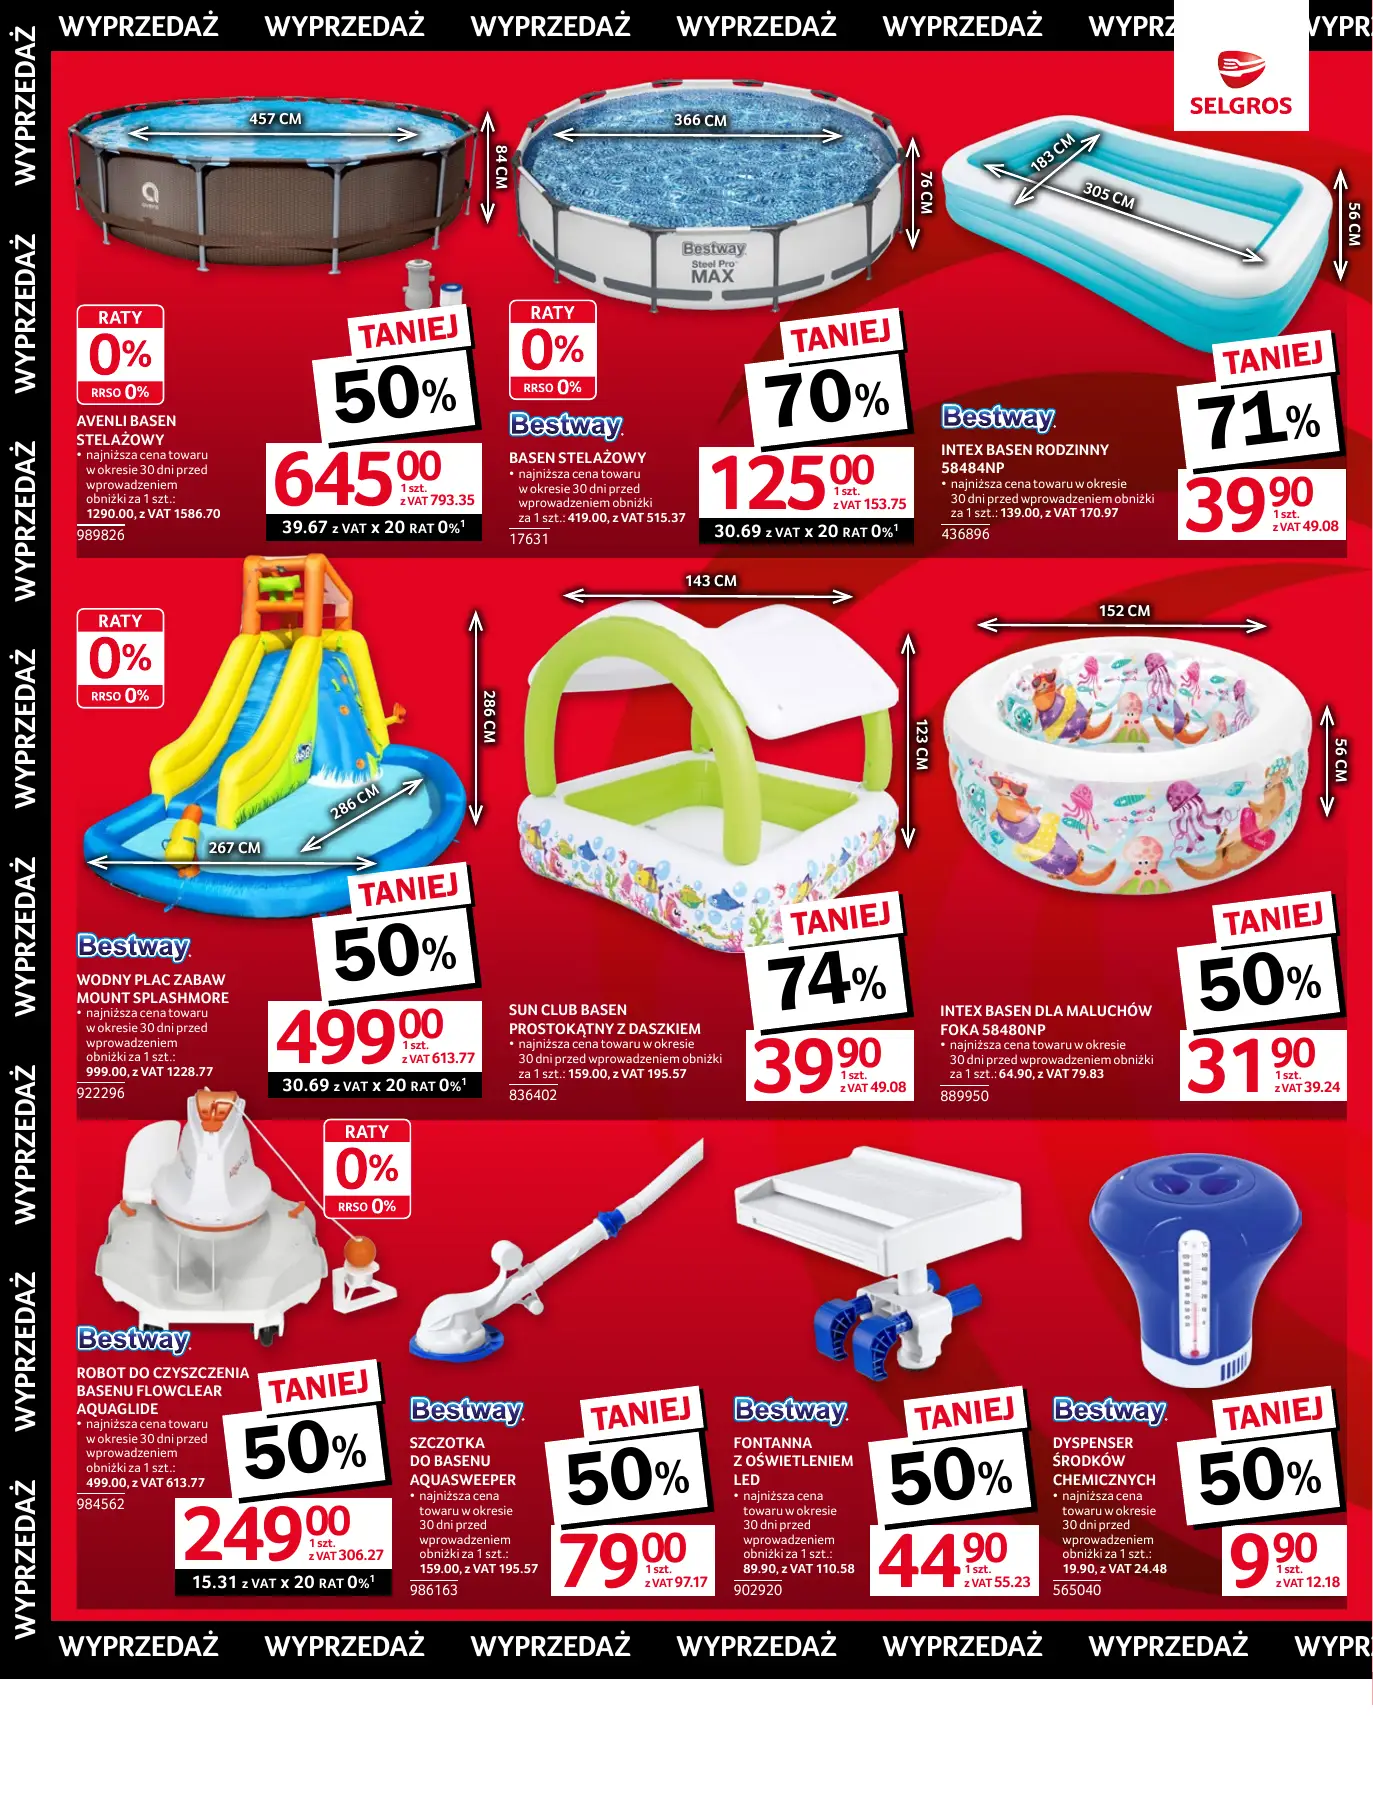 WYPRZEDAŻ WYPRZEDAŻ WYPRZEDAŻ WYPRZEDAŻ WYPRZEDAŻ WYPRZ WYPR
SELGROS
WYPRZEDAŻ
WYPRZEDAŻ
WYPRZEDAŻ
WYPRZEDAŻ
WYPRZEDAŻ
WYPRZEDAŻ
WYPRZEDAŻ
WYPRZEDAŻ
457 CM
84 CM
RATY
0%
RRSO 0%
TANIEJ
50%
AVENLI BASEN
STELAŻOWY
• najniższa cena towaru
w okresie 30 dni przed
wprowadzeniem
obniżki za 1 szt.:
1290.00, z VAT 1586.70
989826
645 00
1 szt.
z VAT 793.35
39.67 z VAT x 20 RAT 0%¹
366 CM
76 CM
Bestway
Steel Pro
MAX
RATY
0%
RRSO 0%
TANIEJ
70%
Bestway
BASEN STELAŻOWY
• najniższa cena towaru
w okresie 30 dni przed
wprowadzeniem obniżki
za 1 szt.: 419.00, z VAT 515.37
17631
125 00
1 szt.
z VAT 153.75
30.69 z VAT x 20 RAT 0%¹
183 CM
305 CM
56 CM
TANIEJ
71%
Bestway
INTEX BASEN RODZINNY
58484NP
• najniższa cena towaru w okresie
30 dni przed wprowadzeniem obniżki
za 1 szt.: 139.00, z VAT 170.97
436896
39 90
1 szt.
z VAT 49.08
RATY
0%
RRSO 0%
286 CM
286 CM
267 CM
TANIEJ
50%
Bestway
WODNY PLAC ZABAW
MOUNT SPLASHMORE
• najniższa cena towaru
w okresie 30 dni przed
wprowadzeniem
obniżki za 1 szt.:
999.00, z VAT 1228.77
922296
499 00
1 szt.
z VAT 613.77
30.69 z VAT x 20 RAT 0%¹
143 CM
123 CM
TANIEJ
74%
SUN CLUB BASEN
PROSTOKĄTNY Z DASZKIEM
• najniższa cena towaru w okresie
30 dni przed wprowadzeniem obniżki
za 1 szt.: 159.00, z VAT 195.57
836402
39 90
1 szt.
z VAT 49.08
152 CM
56 CM
TANIEJ
50%
INTEX BASEN DLA MALUCHÓW
FOKA 58480NP
• najniższa cena towaru w okresie
30 dni przed wprowadzeniem obniżki
za 1 szt.: 64.90, z VAT 79.83
889950
31 90
1 szt.
z VAT 39.24
RATY
0%
RRSO 0%
Bestway
ROBOT DO CZYSZCZENIA
BASENU FLOWCLEAR
AQUAGLIDE
• najniższa cena towaru
w okresie 30 dni przed
wprowadzeniem
obniżki za 1 szt.:
499.00, z VAT 613.77
984562
TANIEJ
50%
249 00
1 szt.
z VAT 306.27
15.31 z VAT x 20 RAT 0%¹
Bestway
SZCZOTKA
DO BASENU
AQUASWEEPER
• najniższa cena
towaru w okresie
30 dni przed
wprowadzeniem
obniżki za 1 szt.:
159.00, z VAT 195.57
986163
TANIEJ
50%
79 00
1 szt.
z VAT 97.17
Bestway
FONTANNA
Z OŚWIETLENIEM
LED
• najniższa cena
towaru w okresie
30 dni przed
wprowadzeniem
obniżki za 1 szt.:
89.90, z VAT 110.58
902920
TANIEJ
50%
44 90
1 szt.
z VAT 55.23
Bestway
DYSPENSER
ŚRODKÓW
CHEMICZNYCH
• najniższa cena
towaru w okresie
30 dni przed
wprowadzeniem
obniżki za 1 szt.:
19.90, z VAT 24.48
565040
TANIEJ
50%
9 90
1 szt.
z VAT 12.18
WYPRZEDAŻ WYPRZEDAŻ WYPRZEDAŻ WYPRZEDAŻ WYPRZEDAŻ WYPRZEDAŻ WYPR